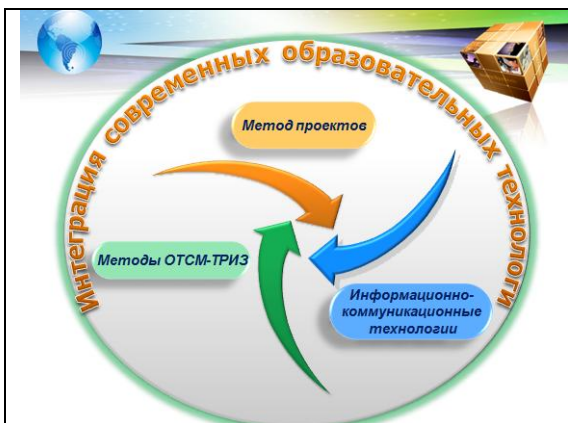 Интеграция современных образовательных технологи
Метод проектов
Методы ОТСМ-ТРИЗ
Информационно-
коммуникационные
технологии